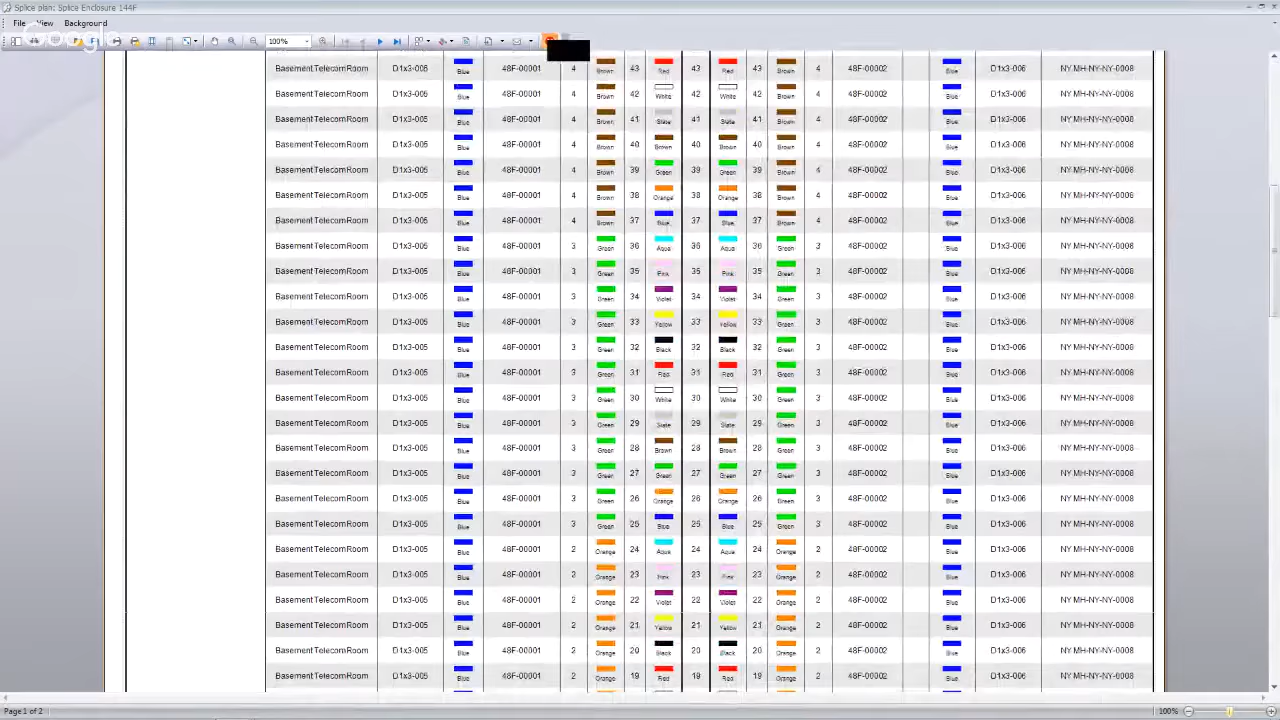 Splice plan: Splice Enclosure 144F
File View Background
100%
BasementTelecomRoom D1x3-005 Blue 48F-00001 4 Brown 43 Red 43 Red 43 Brown 4 48F-00002 Blue D1x3-006 NY MH-NY-NY-0008
BasementTelecomRoom D1x3-005 Blue 48F-00001 4 Brown 42 White 42 White 42 Brown 4 48F-00002 Blue D1x3-006 NY MH-NY-NY-0008
BasementTelecomRoom D1x3-005 Blue 48F-00001 4 Brown 41 Slate 41 Slate 41 Brown 4 48F-00002 Blue D1x3-006 NY MH-NY-NY-0008
BasementTelecomRoom D1x3-005 Blue 48F-00001 4 Brown 40 Brown 40 Brown 40 Brown 4 48F-00002 Blue D1x3-006 NY MH-NY-NY-0008
BasementTelecomRoom D1x3-005 Blue 48F-00001 4 Brown 39 Green 39 Green 39 Brown 4 48F-00002 Blue D1x3-006 NY MH-NY-NY-0008
BasementTelecomRoom D1x3-005 Blue 48F-00001 4 Brown 38 Orange 38 Orange 38 Brown 4 48F-00002 Blue D1x3-006 NY MH-NY-NY-0008
BasementTelecomRoom D1x3-005 Blue 48F-00001 4 Brown 37 Blue 37 Blue 37 Brown 4 48F-00002 Blue D1x3-006 NY MH-NY-NY-0008
BasementTelecomRoom D1x3-005 Blue 48F-00001 3 Green 36 Aqua 36 Aqua 36 Green 3 48F-00002 Blue D1x3-006 NY MH-NY-NY-0008
BasementTelecomRoom D1x3-005 Blue 48F-00001 3 Green 35 Pink 35 Pink 35 Green 3 48F-00002 Blue D1x3-006 NY MH-NY-NY-0008
BasementTelecomRoom D1x3-005 Blue 48F-00001 3 Green 34 Violet 34 Violet 34 Green 3 48F-00002 Blue D1x3-006 NY MH-NY-NY-0008
BasementTelecomRoom D1x3-005 Blue 48F-00001 3 Green 33 Yellow 33 Yellow 33 Green 3 48F-00002 Blue D1x3-006 NY MH-NY-NY-0008
BasementTelecomRoom D1x3-005 Blue 48F-00001 3 Green 32 Black 32 Black 32 Green 3 48F-00002 Blue D1x3-006 NY MH-NY-NY-0008
BasementTelecomRoom D1x3-005 Blue 48F-00001 3 Green 31 Red 31 Red 31 Green 3 48F-00002 Blue D1x3-006 NY MH-NY-NY-0008
BasementTelecomRoom D1x3-005 Blue 48F-00001 3 Green 30 White 30 White 30 Green 3 48F-00002 Blue D1x3-006 NY MH-NY-NY-0008
BasementTelecomRoom D1x3-005 Blue 48F-00001 3 Green 29 Slate 29 Slate 29 Green 3 48F-00002 Blue D1x3-006 NY MH-NY-NY-0008
BasementTelecomRoom D1x3-005 Blue 48F-00001 3 Green 28 Brown 28 Brown 28 Green 3 48F-00002 Blue D1x3-006 NY MH-NY-NY-0008
BasementTelecomRoom D1x3-005 Blue 48F-00001 3 Green 27 Green 27 Green 27 Green 3 48F-00002 Blue D1x3-006 NY MH-NY-NY-0008
BasementTelecomRoom D1x3-005 Blue 48F-00001 3 Green 26 Orange 26 Orange 26 Green 3 48F-00002 Blue D1x3-006 NY MH-NY-NY-0008
BasementTelecomRoom D1x3-005 Blue 48F-00001 3 Green 25 Blue 25 Blue 25 Green 3 48F-00002 Blue D1x3-006 NY MH-NY-NY-0008
BasementTelecomRoom D1x3-005 Blue 48F-00001 2 Orange 24 Aqua 24 Aqua 24 Orange 2 48F-00002 Blue D1x3-006 NY MH-NY-NY-0008
BasementTelecomRoom D1x3-005 Blue 48F-00001 2 Orange 23 Pink 23 Pink 23 Orange 2 48F-00002 Blue D1x3-006 NY MH-NY-NY-0008
BasementTelecomRoom D1x3-005 Blue 48F-00001 2 Orange 22 Violet 22 Violet 22 Orange 2 48F-00002 Blue D1x3-006 NY MH-NY-NY-0008
BasementTelecomRoom D1x3-005 Blue 48F-00001 2 Orange 21 Yellow 21 Yellow 21 Orange 2 48F-00002 Blue D1x3-006 NY MH-NY-NY-0008
BasementTelecomRoom D1x3-005 Blue 48F-00001 2 Orange 20 Black 20 Black 20 Orange 2 48F-00002 Blue D1x3-006 NY MH-NY-NY-0008
BasementTelecomRoom D1x3-005 Blue 48F-00001 2 Orange 19 Red 19 Red 19 Orange 2 48F-00002 Blue D1x3-006 NY MH-NY-NY-0008
Page 1 of 2 100%